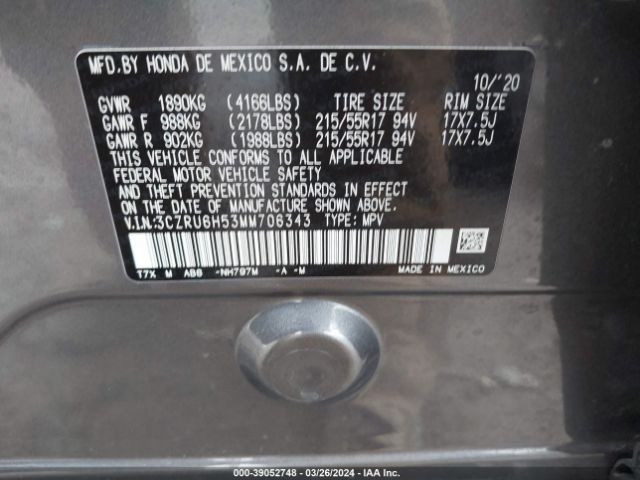 MFD.BY HONDA DE MEXICO S.A. DE C.V.
10/'20
GVWR 1890KG (4166LBS) TIRE SIZE RIM SIZE
GAWR F 988KG (2178LBS) 215/55R17 94V 17X7.5J
GAWR R 902KG (1988LBS) 215/55R17 94V 17X7.5J
THIS VEHICLE CONFORMS TO ALL APPLICABLE
FEDERAL MOTOR VEHICLE SAFETY
AND THEFT PREVENTION STANDARDS IN EFFECT
ON THE DATE OF MANUFACTURE SHOWN ABOVE.
V.I.N:3CZRU6H53MM706343 TYPE: MPV
T7X M AB6 -NH797M -A -M MADE IN MEXICO
000-39052748 - 03/26/2024 - IAA Inc.